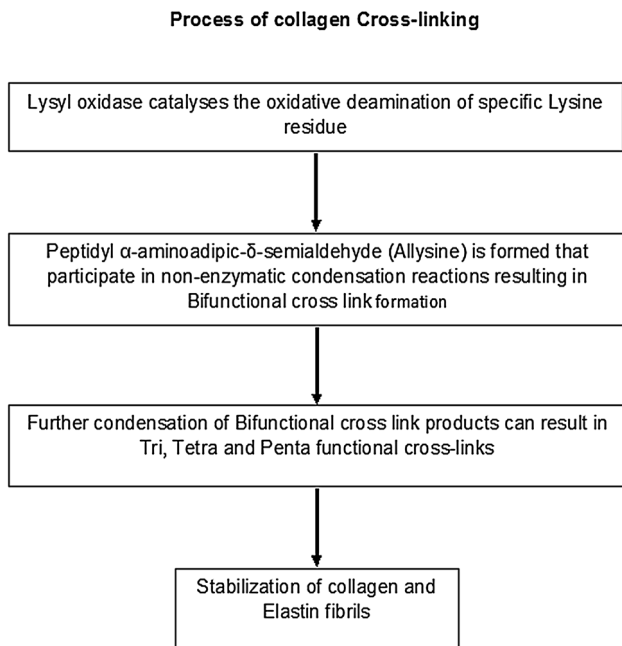 Process of collagen Cross-linking
Lysyl oxidase catalyses the oxidative deamination of specific Lysine
residue
Peptidyl α-aminoadipic-δ-semialdehyde (Allysine) is formed that
participate in non-enzymatic condensation reactions resulting in
Bifunctional cross link formation
Further condensation of Bifunctional cross link products can result in
Tri, Tetra and Penta functional cross-links
Stabilization of collagen and
Elastin fibrils